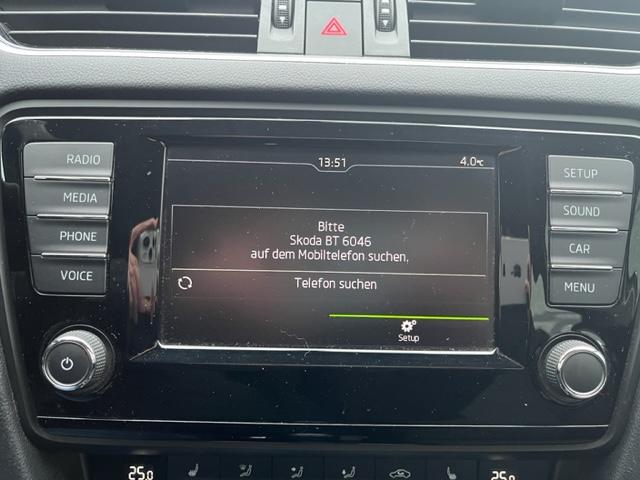 13:51 4.0°C
RADIO
MEDIA
PHONE
VOICE
Bitte
Skoda BT 6046
auf dem Mobiltelefon suchen.
Telefon suchen
Setup
SETUP
SOUND
CAR
MENU
25.0 25.0